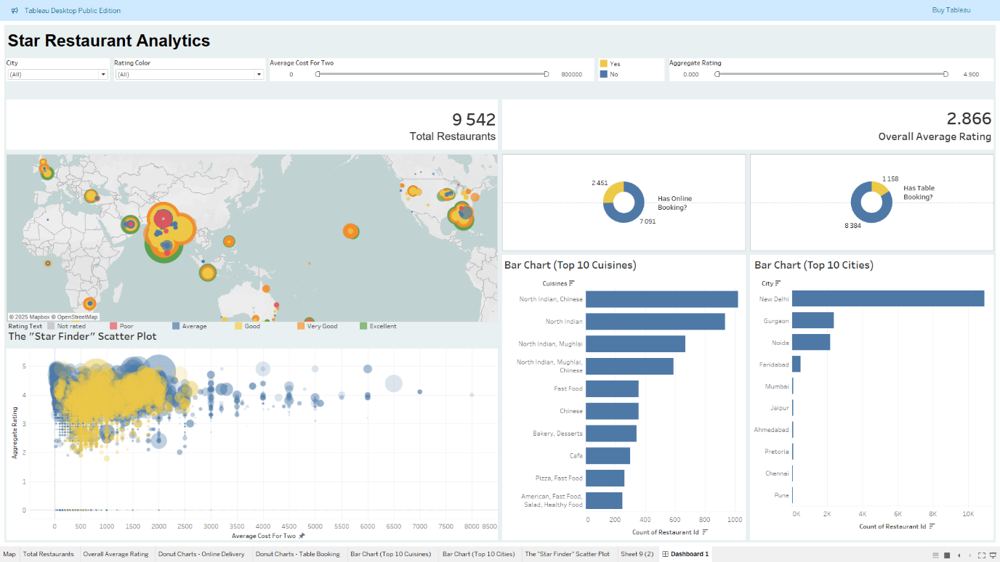 Tableau Desktop Public Edition
Buy Tableau
Star Restaurant Analytics
City
(All)
Rating Color
(All)
Average Cost For Two
0
800000
Yes
No
Aggregate Rating
0.000
4.900
9 542
Total Restaurants
2.866
Overall Average Rating
© 2025 Mapbox © OpenStreetMap
Rating Text
Not rated
Poor
Average
Good
Very Good
Excellent
2 451
7 091
Has Online
Booking?
1 158
8 384
Has Table
Booking?
The "Star Finder" Scatter Plot
Aggregate Rating
5
4
3
2
1
0
0
500
1000
1500
2000
2500
3000
3500
4000
4500
5000
5500
6000
6500
7000
7500
8000
8500
Average Cost For Two
Bar Chart (Top 10 Cuisines)
Cuisines
North Indian, Chinese
North Indian
North Indian, Mughlai
North Indian, Mughlai,
Chinese
Fast Food
Chinese
Bakery, Desserts
Cafe
Pizza, Fast Food
American, Fast Food,
Salad, Healthy Food
0
200
400
600
800
1000
Count of Restaurant Id
Bar Chart (Top 10 Cities)
City
New Delhi
Gurgaon
Noida
Faridabad
Mumbai
Jaipur
Ahmedabad
Pretoria
Chennai
Pune
0K
2K
4K
6K
8K
10K
Count of Restaurant Id
Map
Total Restaurants
Overall Average Rating
Donut Charts - Online Delivery
Donut Charts - Table Booking
Bar Chart (Top 10 Cuisines)
Bar Chart (Top 10 Cities)
The "Star Finder" Scatter Plot
Sheet 9 (2)
Dashboard 1